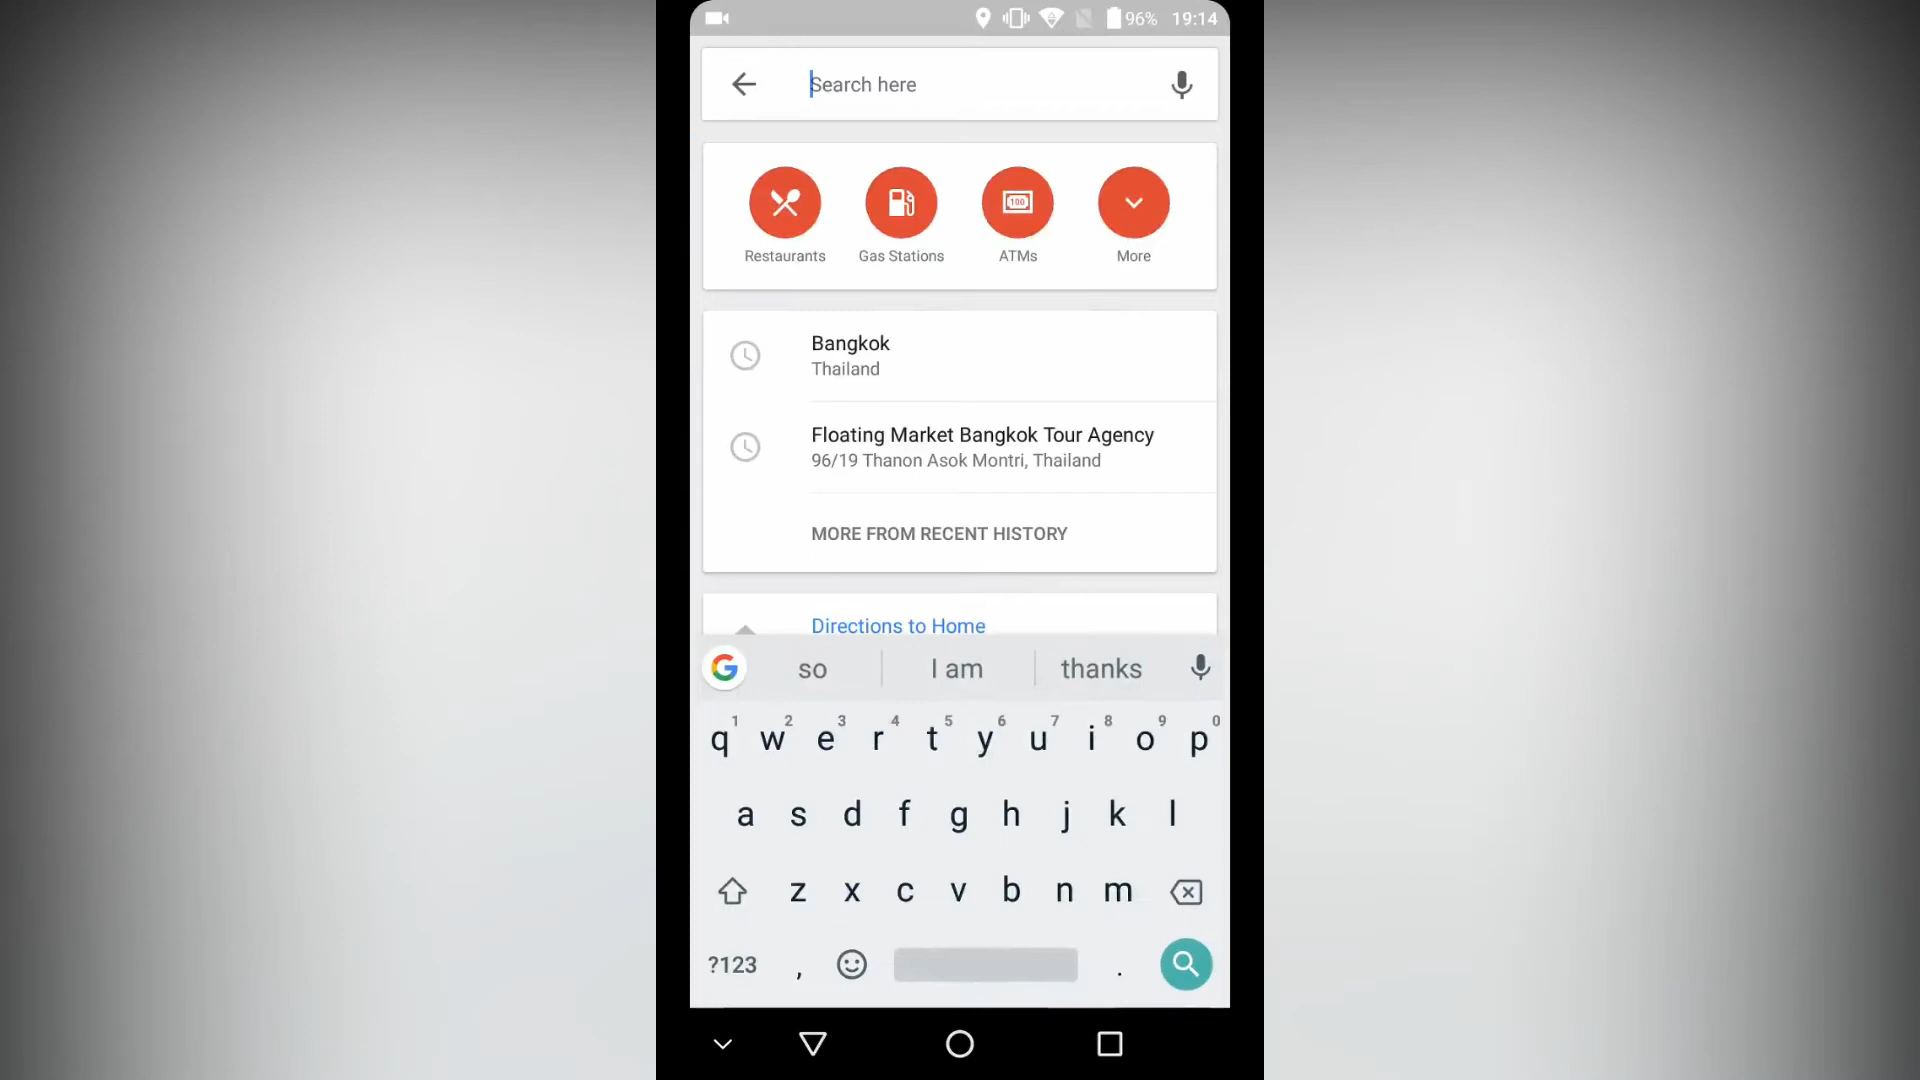 96% 19:14
Search here
100
Restaurants Gas Stations ATMs More
Bangkok
Thailand
Floating Market Bangkok Tour Agency
96/19 Thanon Asok Montri, Thailand
MORE FROM RECENT HISTORY
Directions to Home
G so I am thanks
1 2 3 4 5 6 7 8 9 0
q w e r t y u i o p
a s d f g h j k l
z x c v b n m
?123 , .